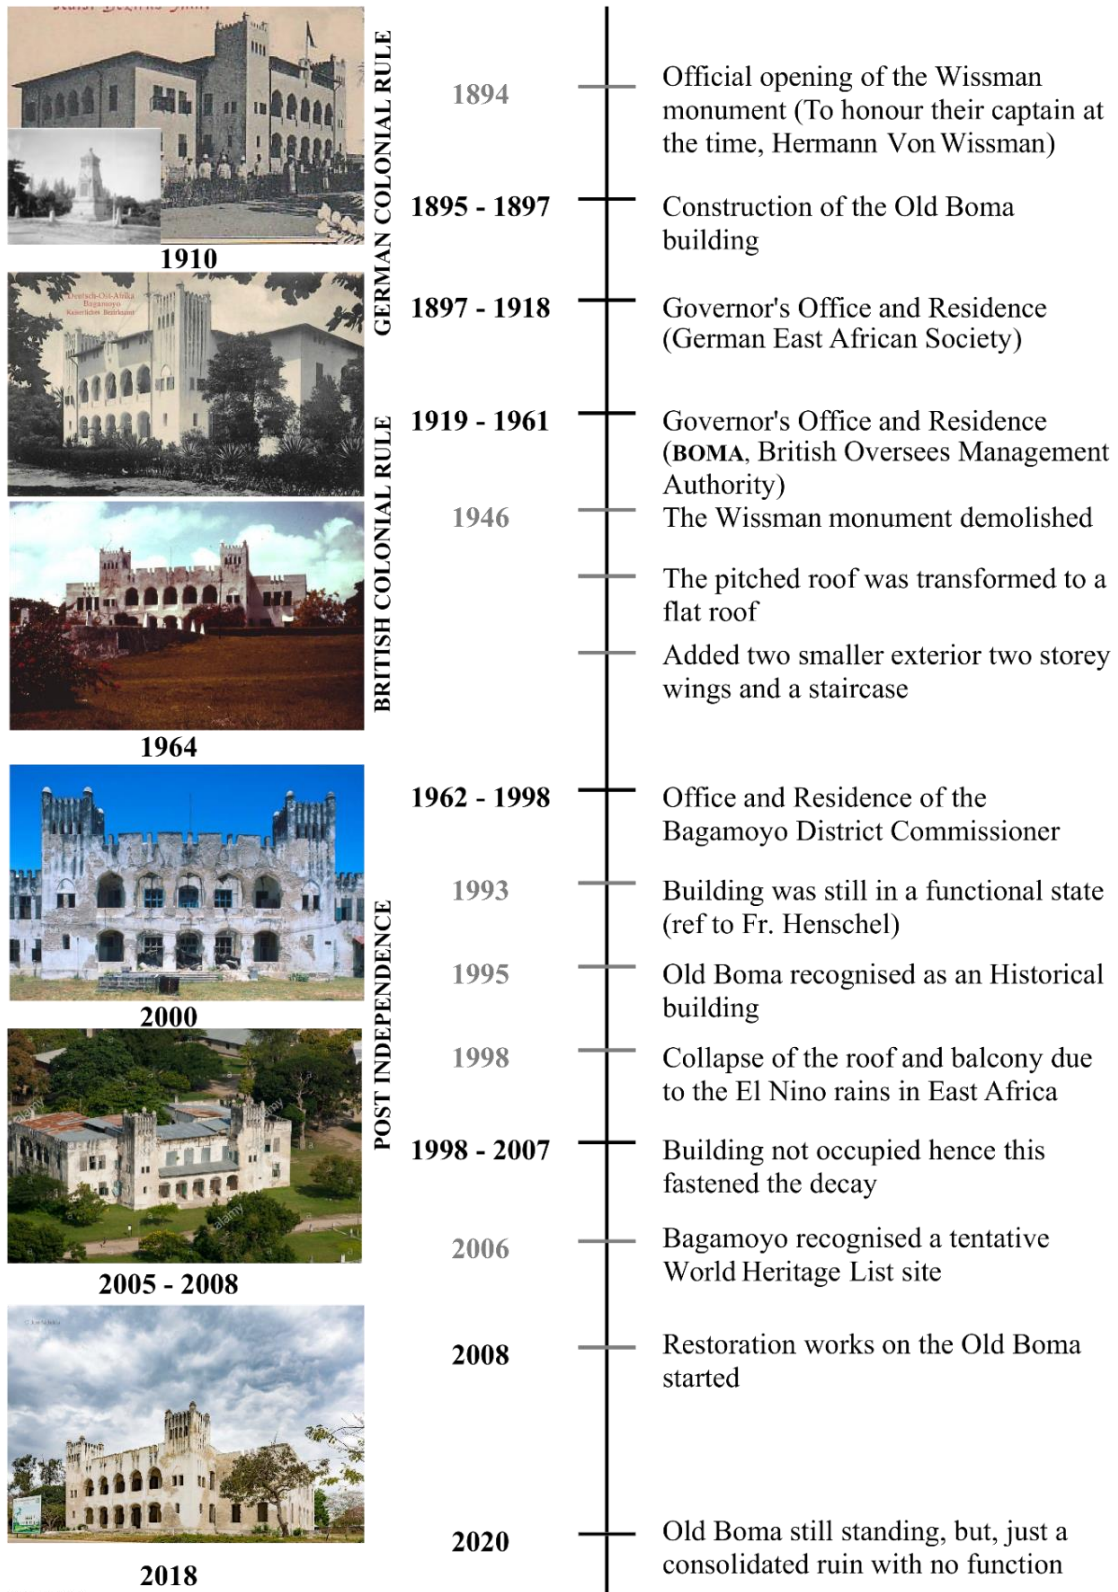 1910
1964
2000
2005 - 2008
2018
GERMAN COLONIAL RULE
BRITISH COLONIAL RULE
POST INDEPENDENCE
Deutsch-Ost-Afrika
Bagamoyo
1894
Official opening of the Wissman
monument (To honour their captain at
the time, Hermann Von Wissman)
1895 - 1897
Construction of the Old Boma
building
1897 - 1918
Governor's Office and Residence
(German East African Society)
1919 - 1961
Governor's Office and Residence
(BOMA, British Oversees Management
Authority)
1946
The Wissman monument demolished
The pitched roof was transformed to a
flat roof
Added two smaller exterior two storey
wings and a staircase
1962 - 1998
Office and Residence of the
Bagamoyo District Commissioner
1993
Building was still in a functional state
(ref to Fr. Henschel)
1995
Old Boma recognised as an Historical
building
1998
Collapse of the roof and balcony due
to the El Nino rains in East Africa
1998 - 2007
Building not occupied hence this
fastened the decay
2006
Bagamoyo recognised a tentative
World Heritage List site
2008
Restoration works on the Old Boma
started
2020
Old Boma still standing, but, just a
consolidated ruin with no function
alamy